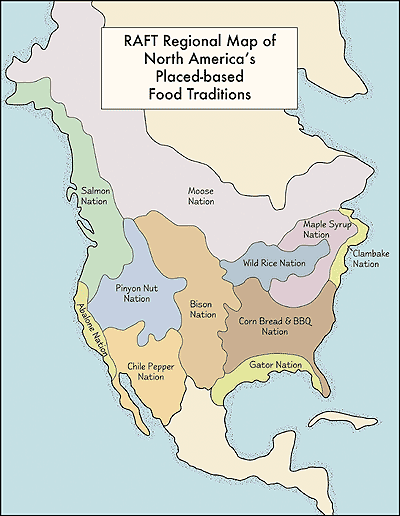 RAFT Regional Map of
North America's
Placed-based
Food Traditions
Salmon
Nation
Moose
Nation
Maple Syrup
Nation
Clambake
Nation
Wild Rice Nation
Pinyon Nut
Nation
Bison
Nation
Abalone Nation
Corn Bread & BBQ
Nation
Chile Pepper
Nation
Gator Nation